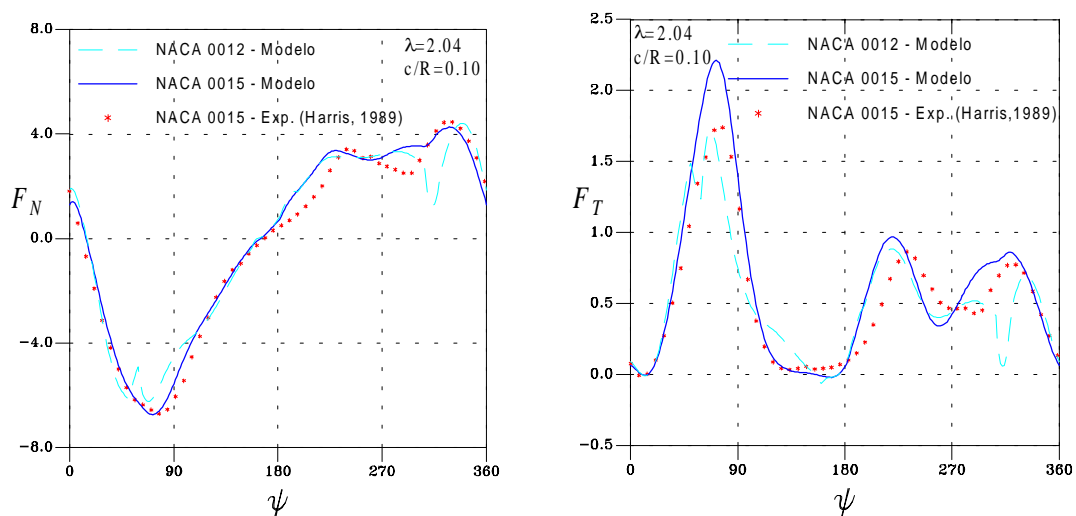 8.0
4.0
0.0
−4.0
−8.0
F_N
NACA 0012 - Modelo
NACA 0015 - Modelo
NACA 0015 - Exp. (Harris, 1989)
λ=2.04
c/R=0.10
0
90
180
270
360
ψ
2.5
2.0
1.5
1.0
0.5
0.0
−0.5
F_T
λ=2.04
c/R=0.10
NACA 0012 - Modelo
NACA 0015 - Modelo
NACA 0015 - Exp. (Harris,1989)
0
90
180
270
360
ψ